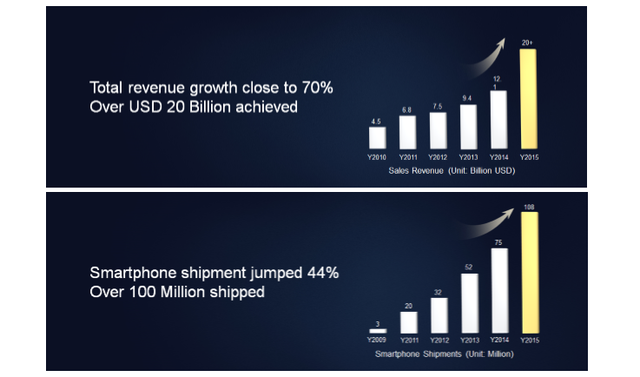 Total revenue growth close to 70%
Over USD 20 Billion achieved
20+
12.
1
9.4
7.5
6.8
4.5
Y2010 Y2011 Y2012 Y2013 Y2014 Y2015
Sales Revenue (Unit: Billion USD)
Smartphone shipment jumped 44%
Over 100 Million shipped
108
75
52
32
20
3
Y2009 Y2011 Y2012 Y2013 Y2014 Y2015
Smartphone Shipments (Unit: Million)